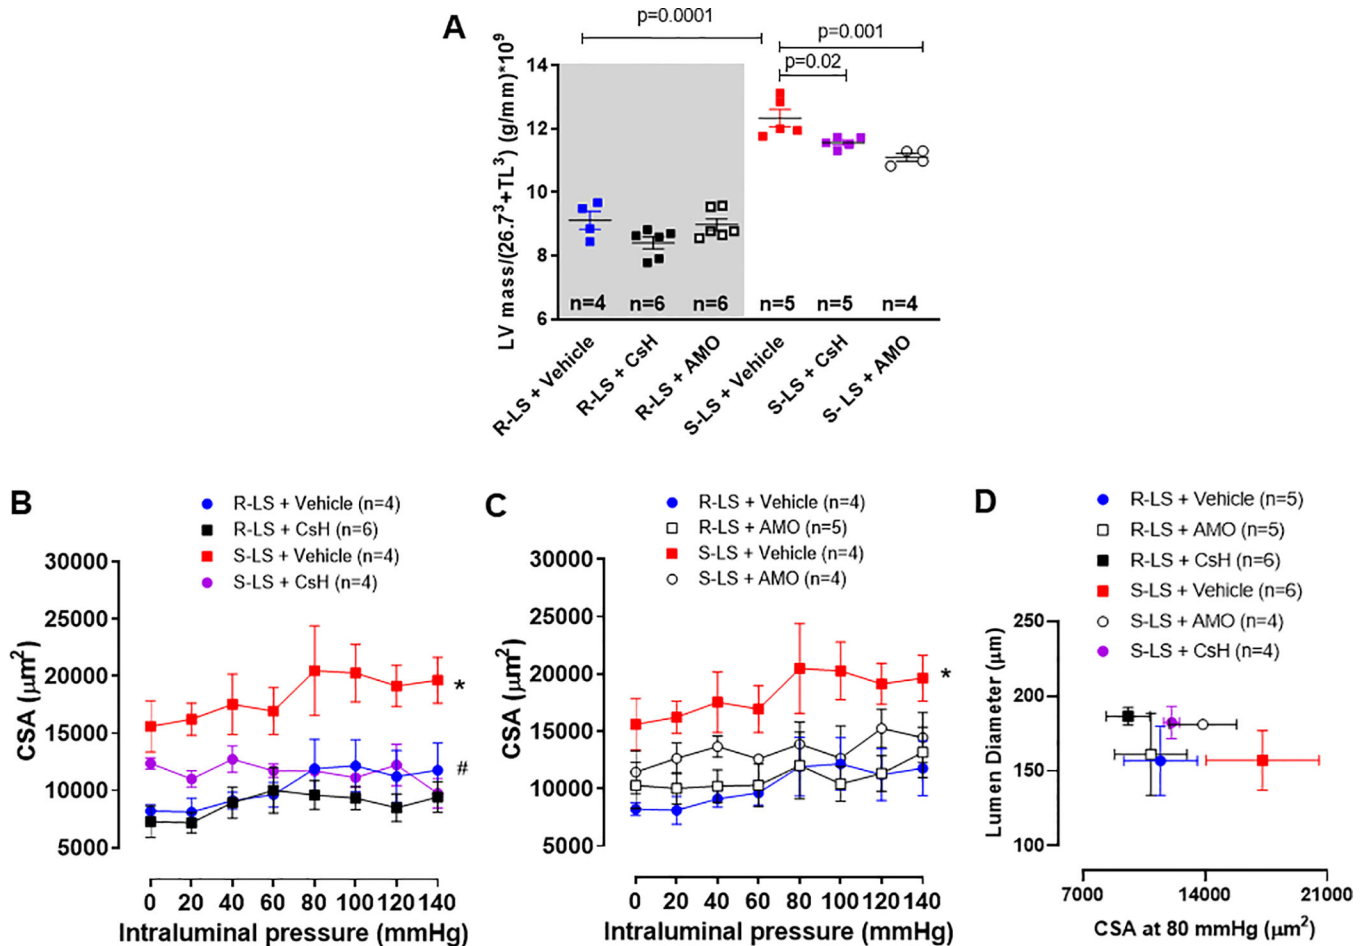 A
p=0.0001
p=0.001
p=0.02
LV mass/(26.7³+TL³) (g/mm)*10⁹
14
12
10
8
6
n=4 n=6 n=6 n=5 n=5 n=4
R-LS + Vehicle
R-LS + CsH
R-LS + AMO
S-LS + Vehicle
S-LS + CsH
S- LS + AMO
B
R-LS + Vehicle (n=4)
R-LS + CsH (n=6)
S-LS + Vehicle (n=4)
S-LS + CsH (n=4)
CSA (µm²)
30000
25000
20000
15000
10000
5000
*
#
0 20 40 60 80 100 120 140
Intraluminal pressure (mmHg)
C
R-LS + Vehicle (n=4)
R-LS + AMO (n=5)
S-LS + Vehicle (n=4)
S-LS + AMO (n=4)
CSA (µm²)
30000
25000
20000
15000
10000
5000
*
0 20 40 60 80 100 120 140
Intraluminal pressure (mmHg)
D
R-LS + Vehicle (n=5)
R-LS + AMO (n=5)
R-LS + CsH (n=6)
S-LS + Vehicle (n=6)
S-LS + AMO (n=4)
S-LS + CsH (n=4)
Lumen Diameter (µm)
250
200
150
100
7000 14000 21000
CSA at 80 mmHg (µm²)